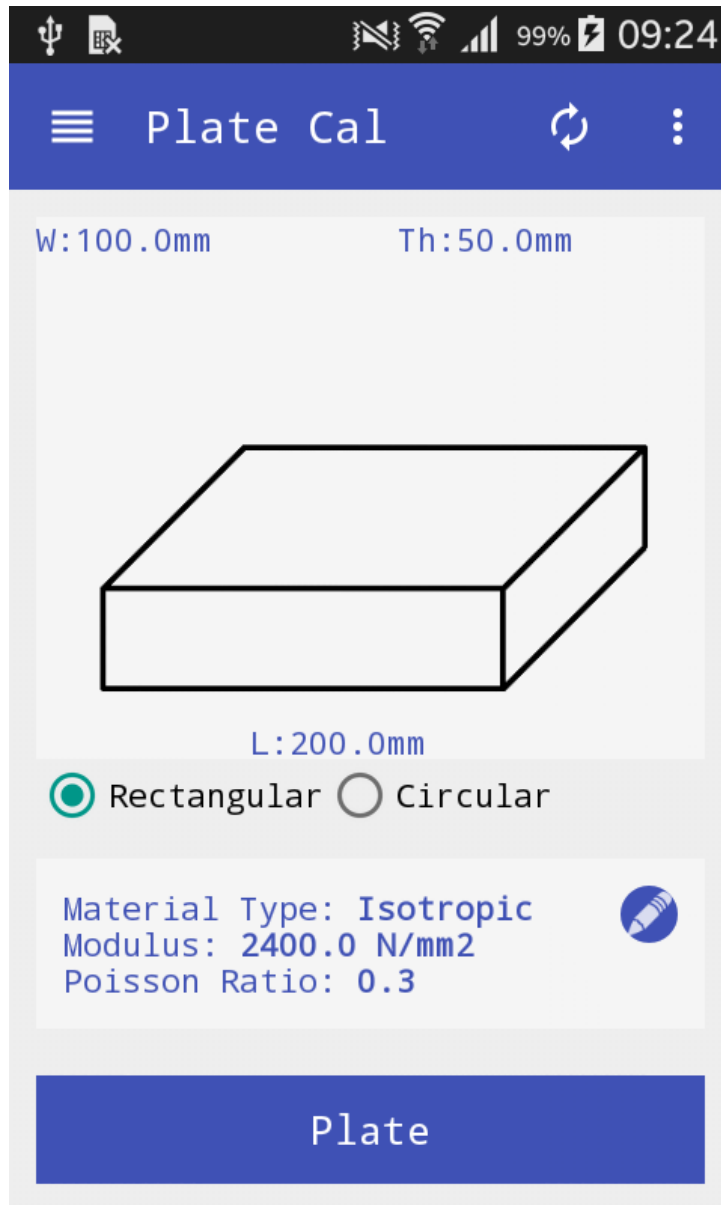 99% 09:24
Plate Cal
W:100.0mm Th:50.0mm
L:200.0mm
Rectangular Circular
Material Type: Isotropic
Modulus: 2400.0 N/mm2
Poisson Ratio: 0.3
Plate